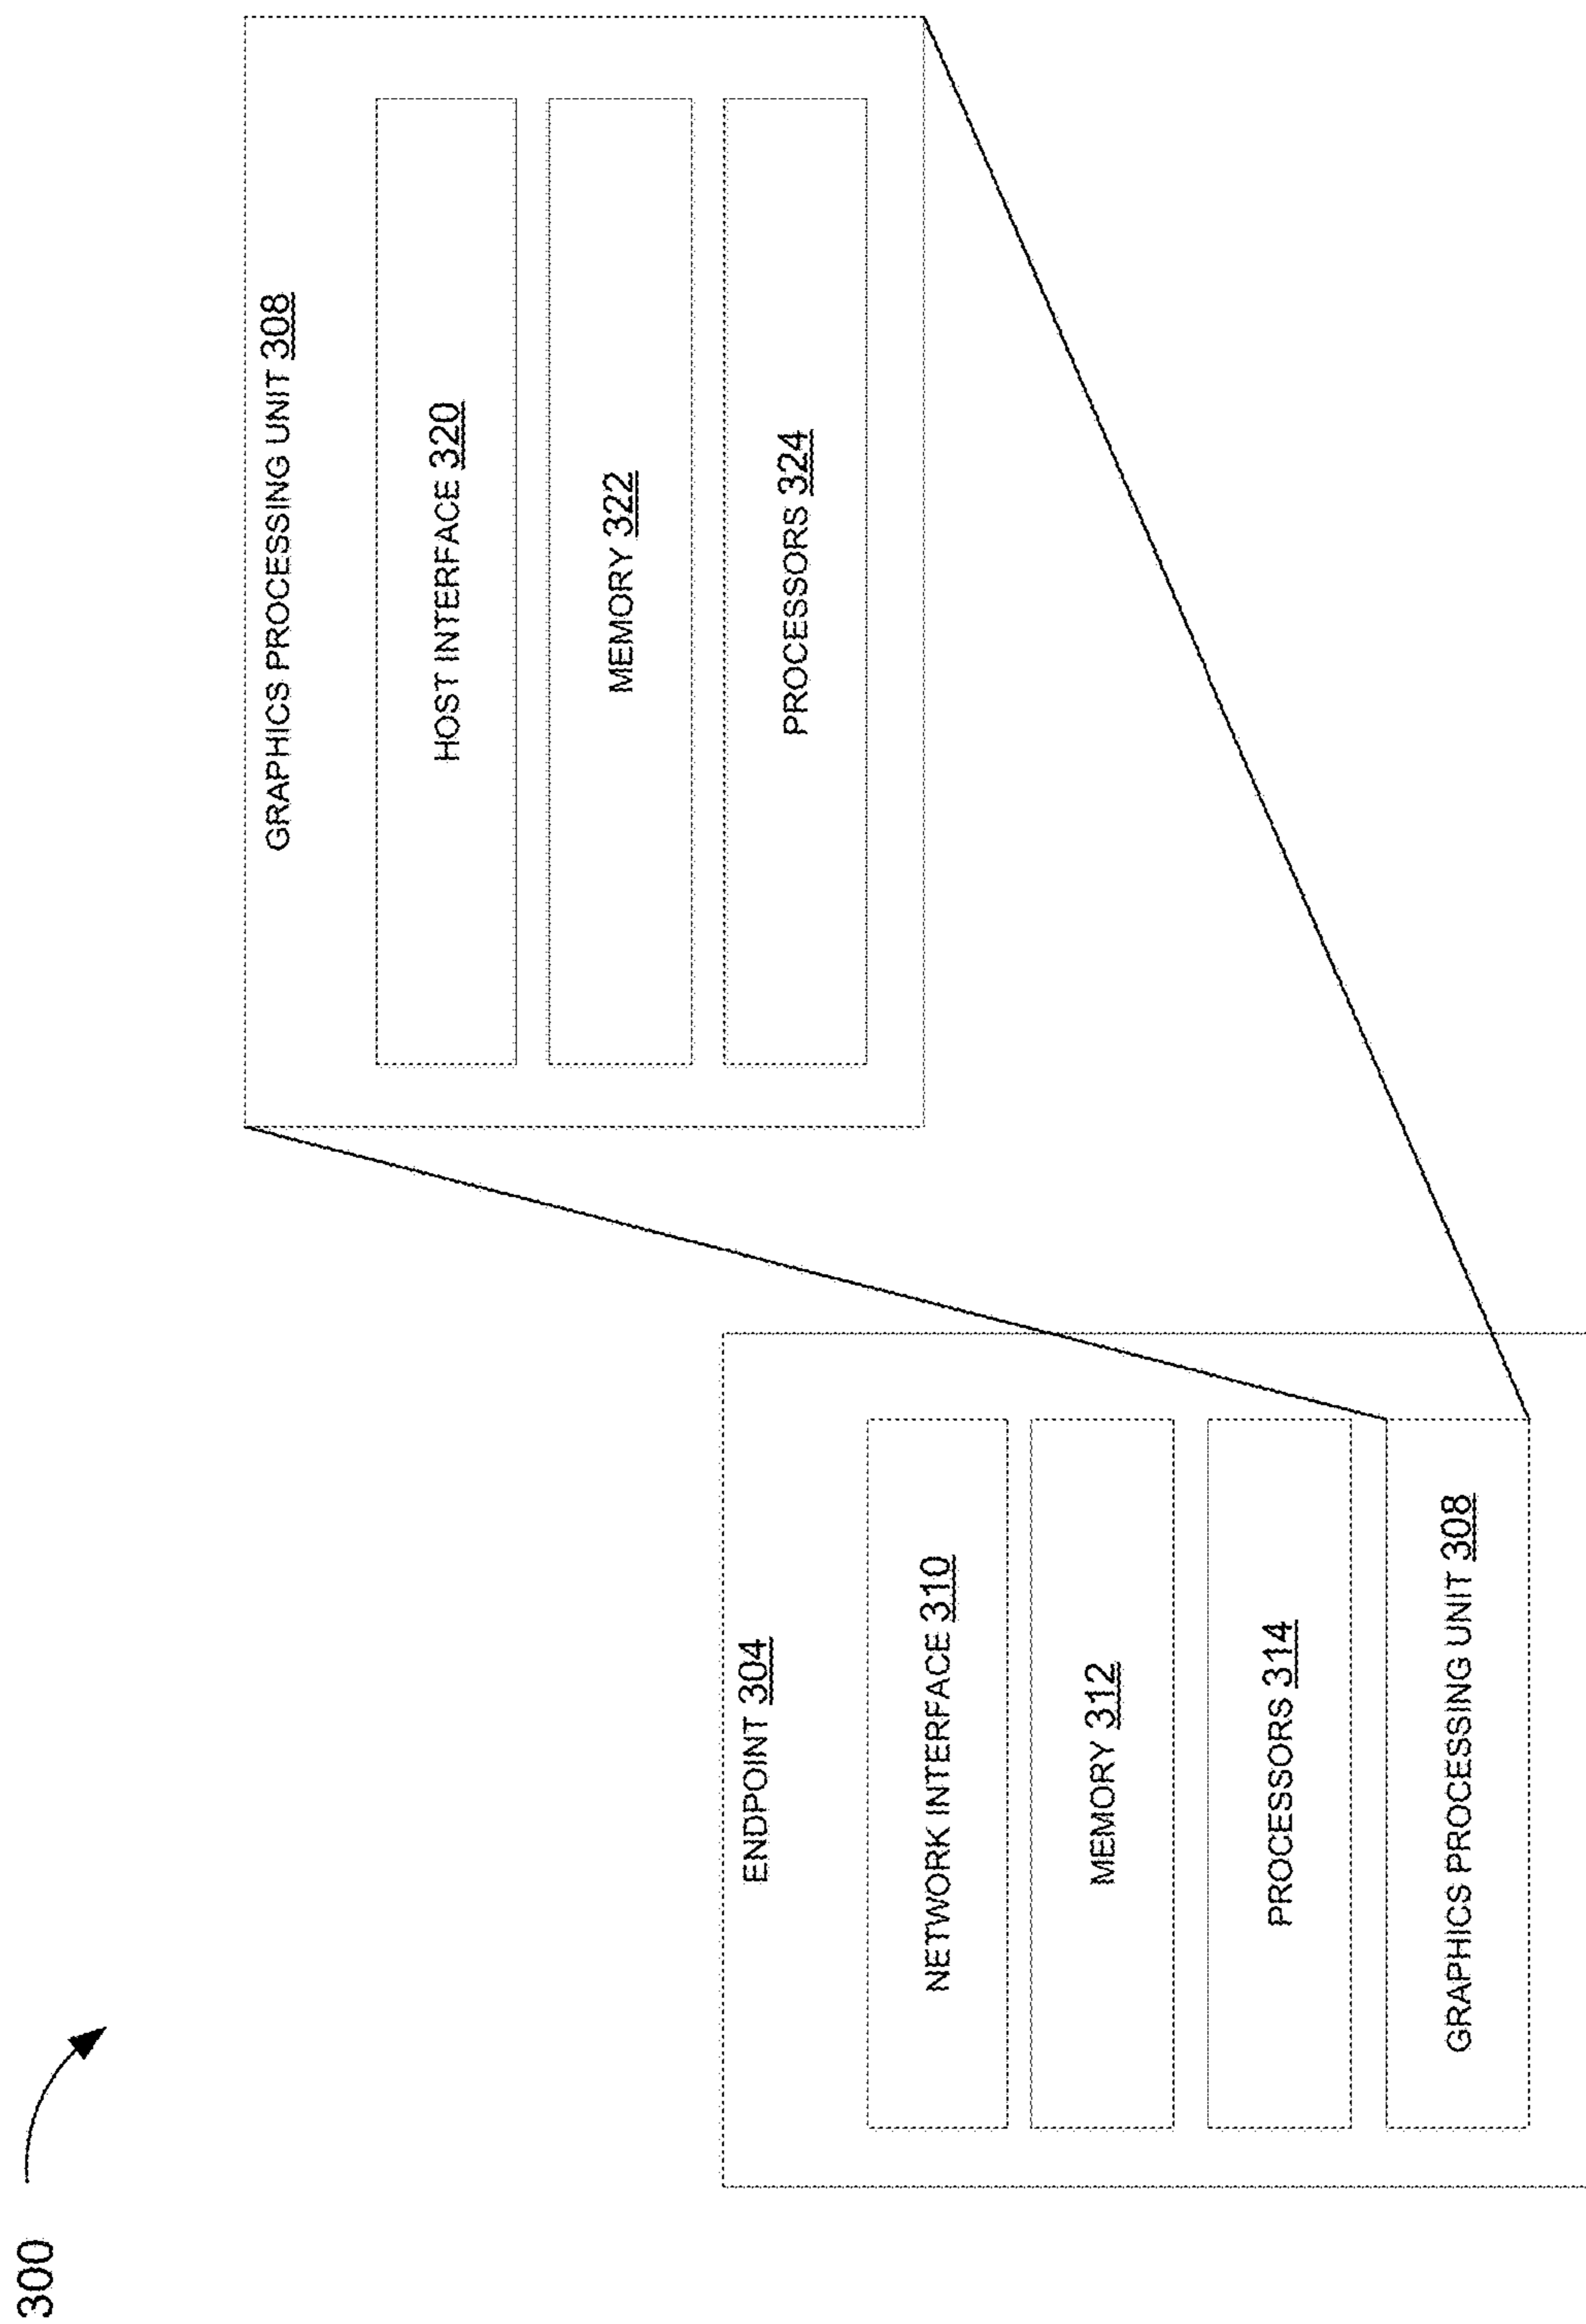 300
ENDPOINT 304
NETWORK INTERFACE 310
MEMORY 312
PROCESSORS 314
GRAPHICS PROCESSING UNIT 308
GRAPHICS PROCESSING UNIT 308
HOST INTERFACE 320
MEMORY 322
PROCESSORS 324